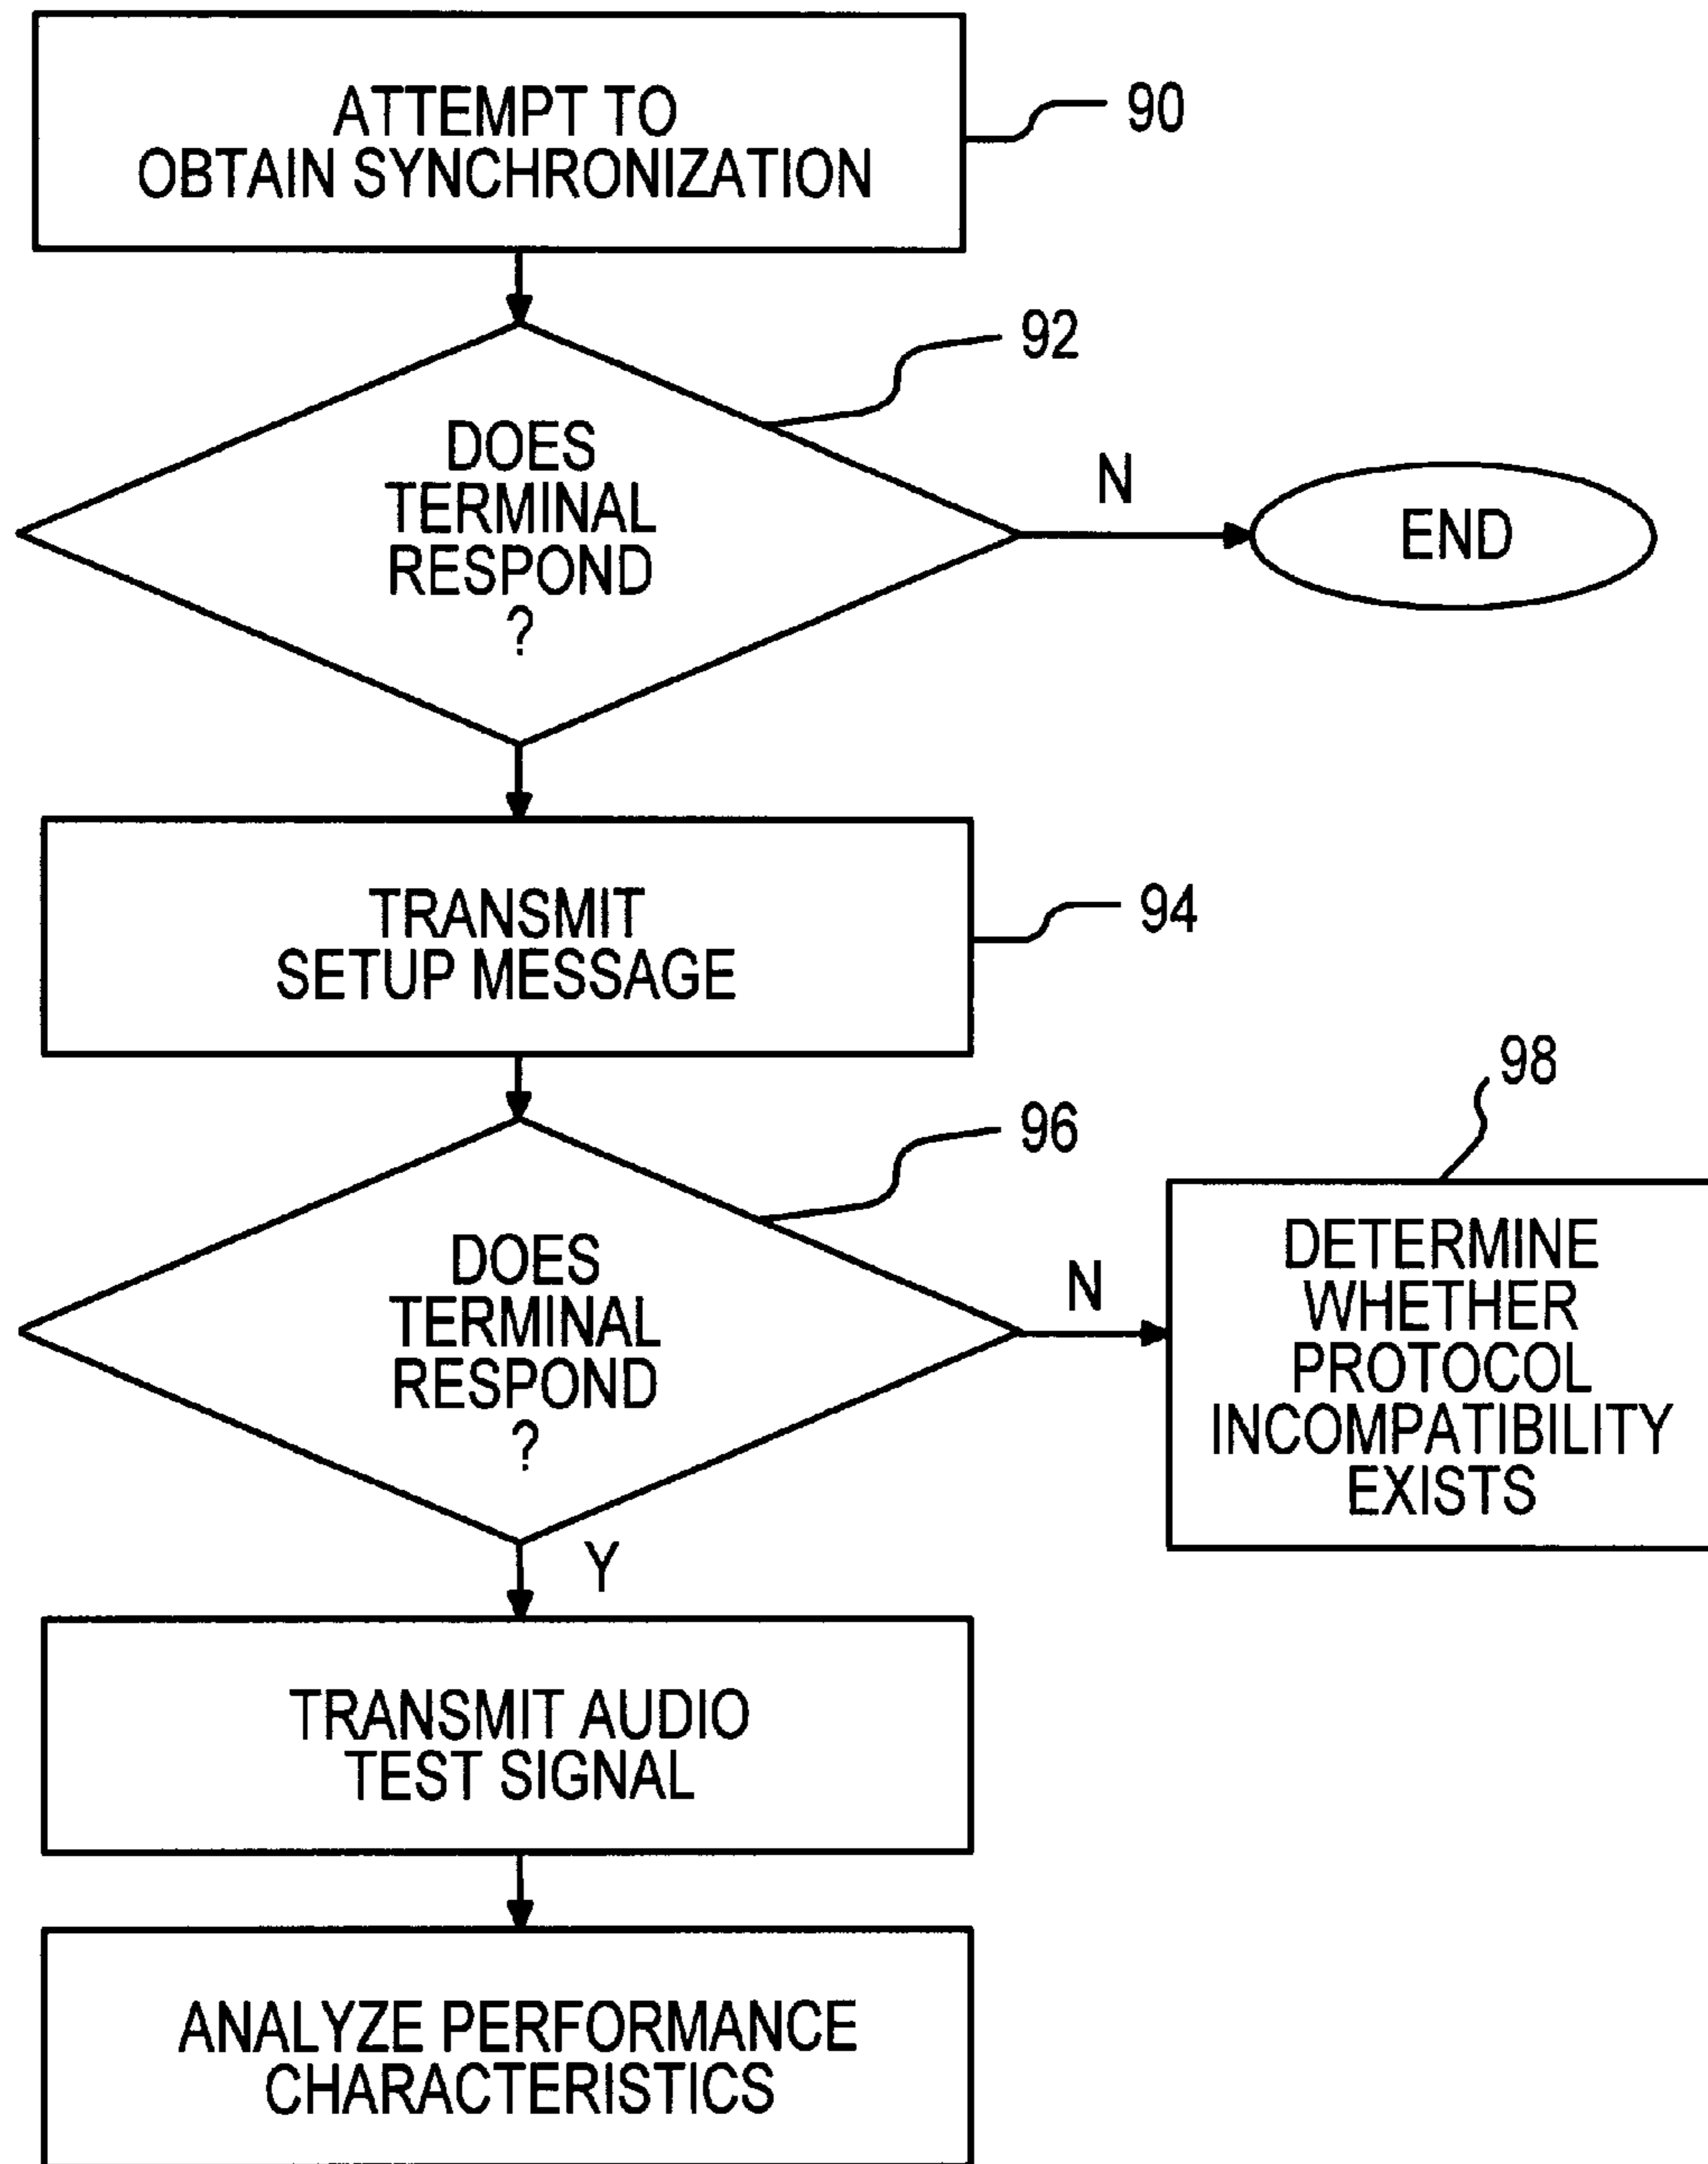 ATTEMPT TO
OBTAIN SYNCHRONIZATION
90
92
DOES
TERMINAL
RESPOND
?
N
END
TRANSMIT
SETUP MESSAGE
94
96
DOES
TERMINAL
RESPOND
?
N
98
DETERMINE
WHETHER
PROTOCOL
INCOMPATIBILITY
EXISTS
Y
TRANSMIT AUDIO
TEST SIGNAL
ANALYZE PERFORMANCE
CHARACTERISTICS